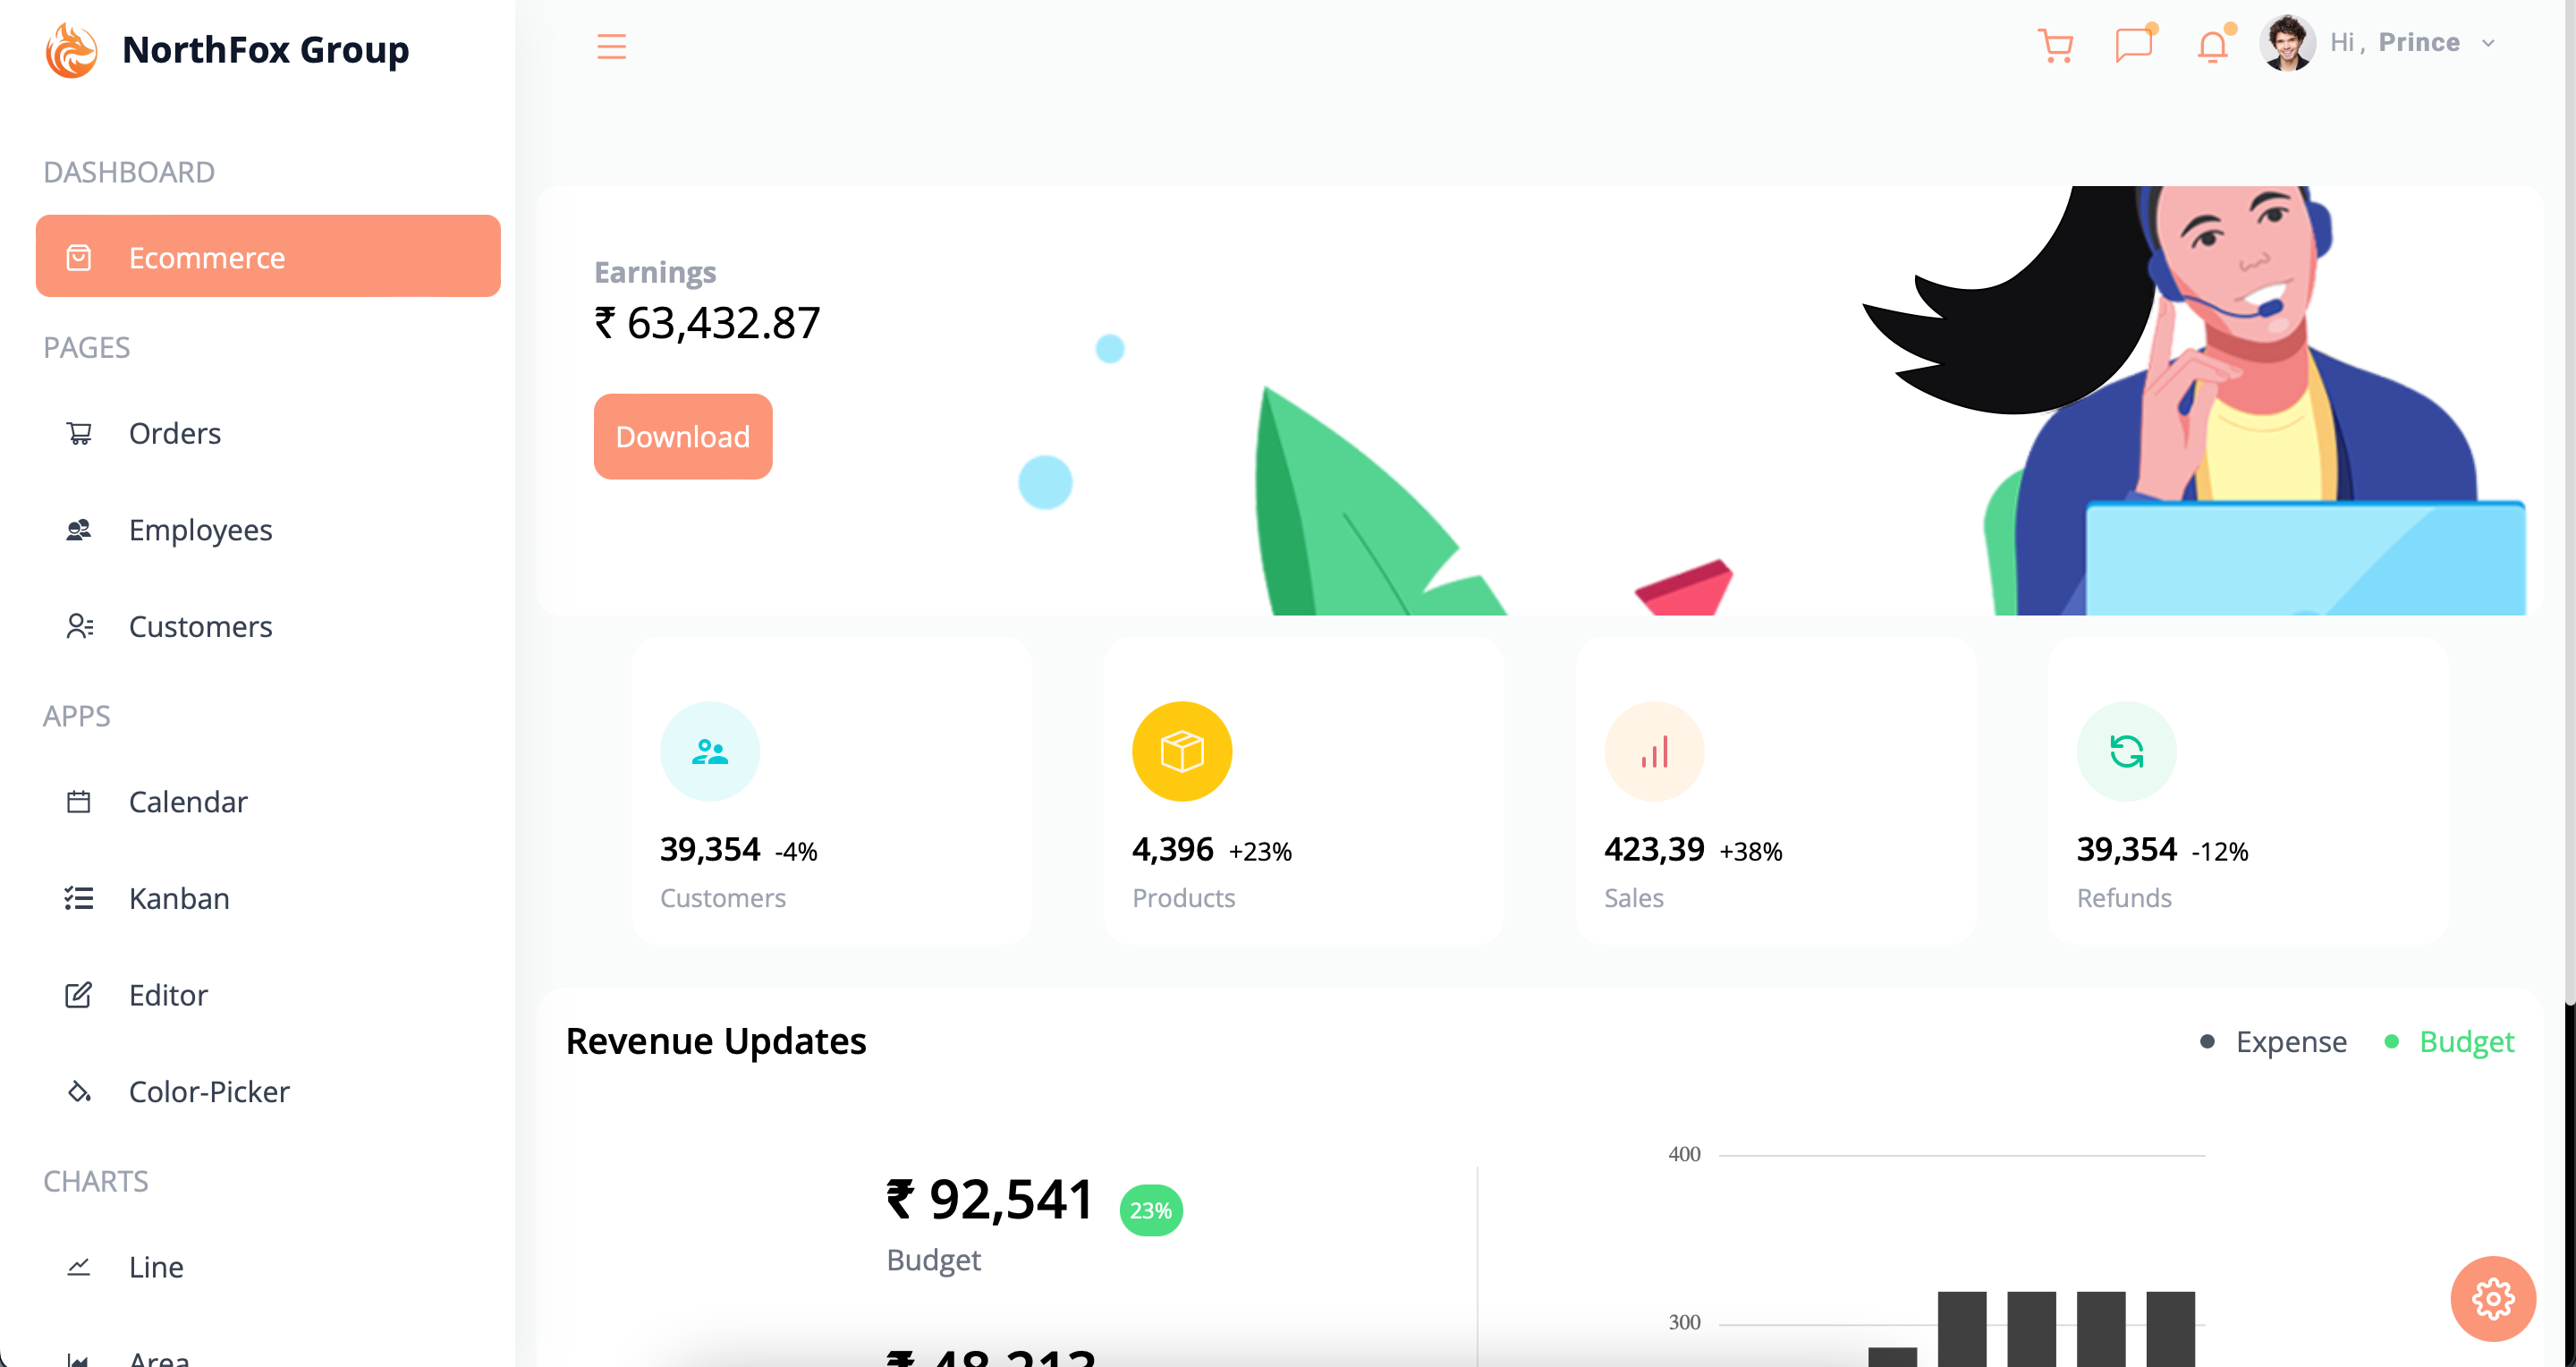 NorthFox Group
Hi , Prince
DASHBOARD
Ecommerce
PAGES
Orders
Employees
Customers
APPS
Calendar
Kanban
Editor
Color-Picker
CHARTS
Line
Area
Earnings
₹ 63,432.87
Download
39,354 -4%
Customers
4,396 +23%
Products
423,39 +38%
Sales
39,354 -12%
Refunds
Revenue Updates
Expense
Budget
₹ 92,541 23%
Budget
₹ 48,213
400
300